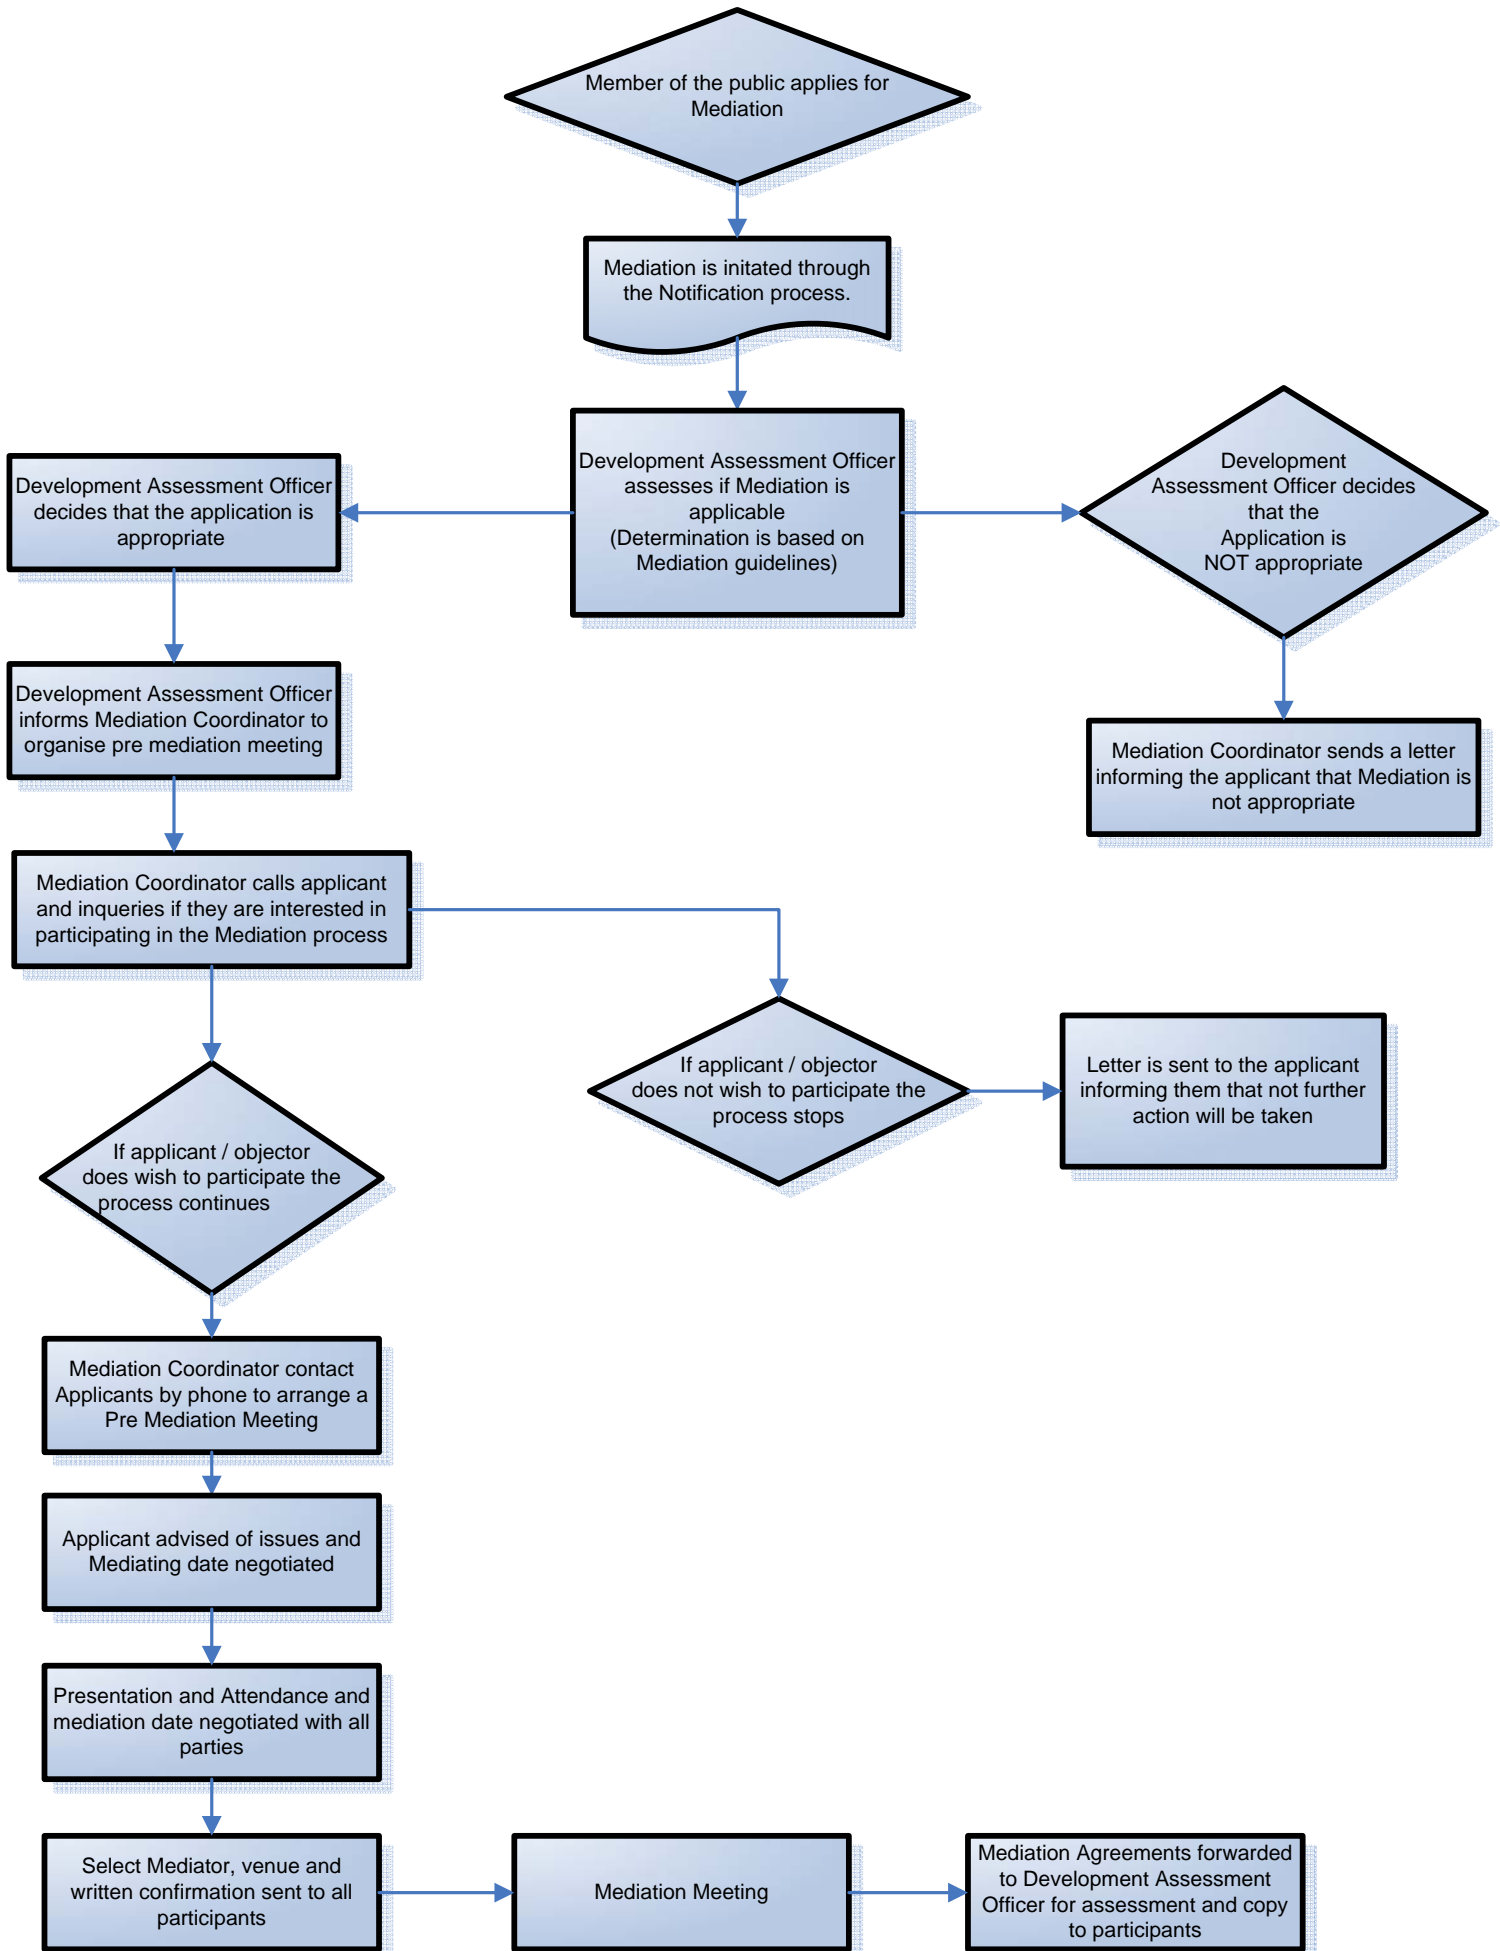 Member of the public applies for
Mediation
Mediation is initated through
the Notification process.
Development Assessment Officer
assesses if Mediation is
applicable
(Determination is based on
Mediation guidelines)
Development Assessment Officer
decides that the application is
appropriate
Development
Assessment Officer decides
that the
Application is
NOT appropriate
Development Assessment Officer
informs Mediation Coordinator to
organise pre mediation meeting
Mediation Coordinator sends a letter
informing the applicant that Mediation is
not appropriate
Mediation Coordinator calls applicant
and inqueries if they are interested in
participating in the Mediation process
If applicant / objector
does not wish to participate the
process stops
Letter is sent to the applicant
informing them that not further
action will be taken
If applicant / objector
does wish to participate the
process continues
Mediation Coordinator contact
Applicants by phone to arrange a
Pre Mediation Meeting
Applicant advised of issues and
Mediating date negotiated
Presentation and Attendance and
mediation date negotiated with all
parties
Select Mediator, venue and
written confirmation sent to all
participants
Mediation Meeting
Mediation Agreements forwarded
to Development Assessment
Officer for assessment and copy
to participants